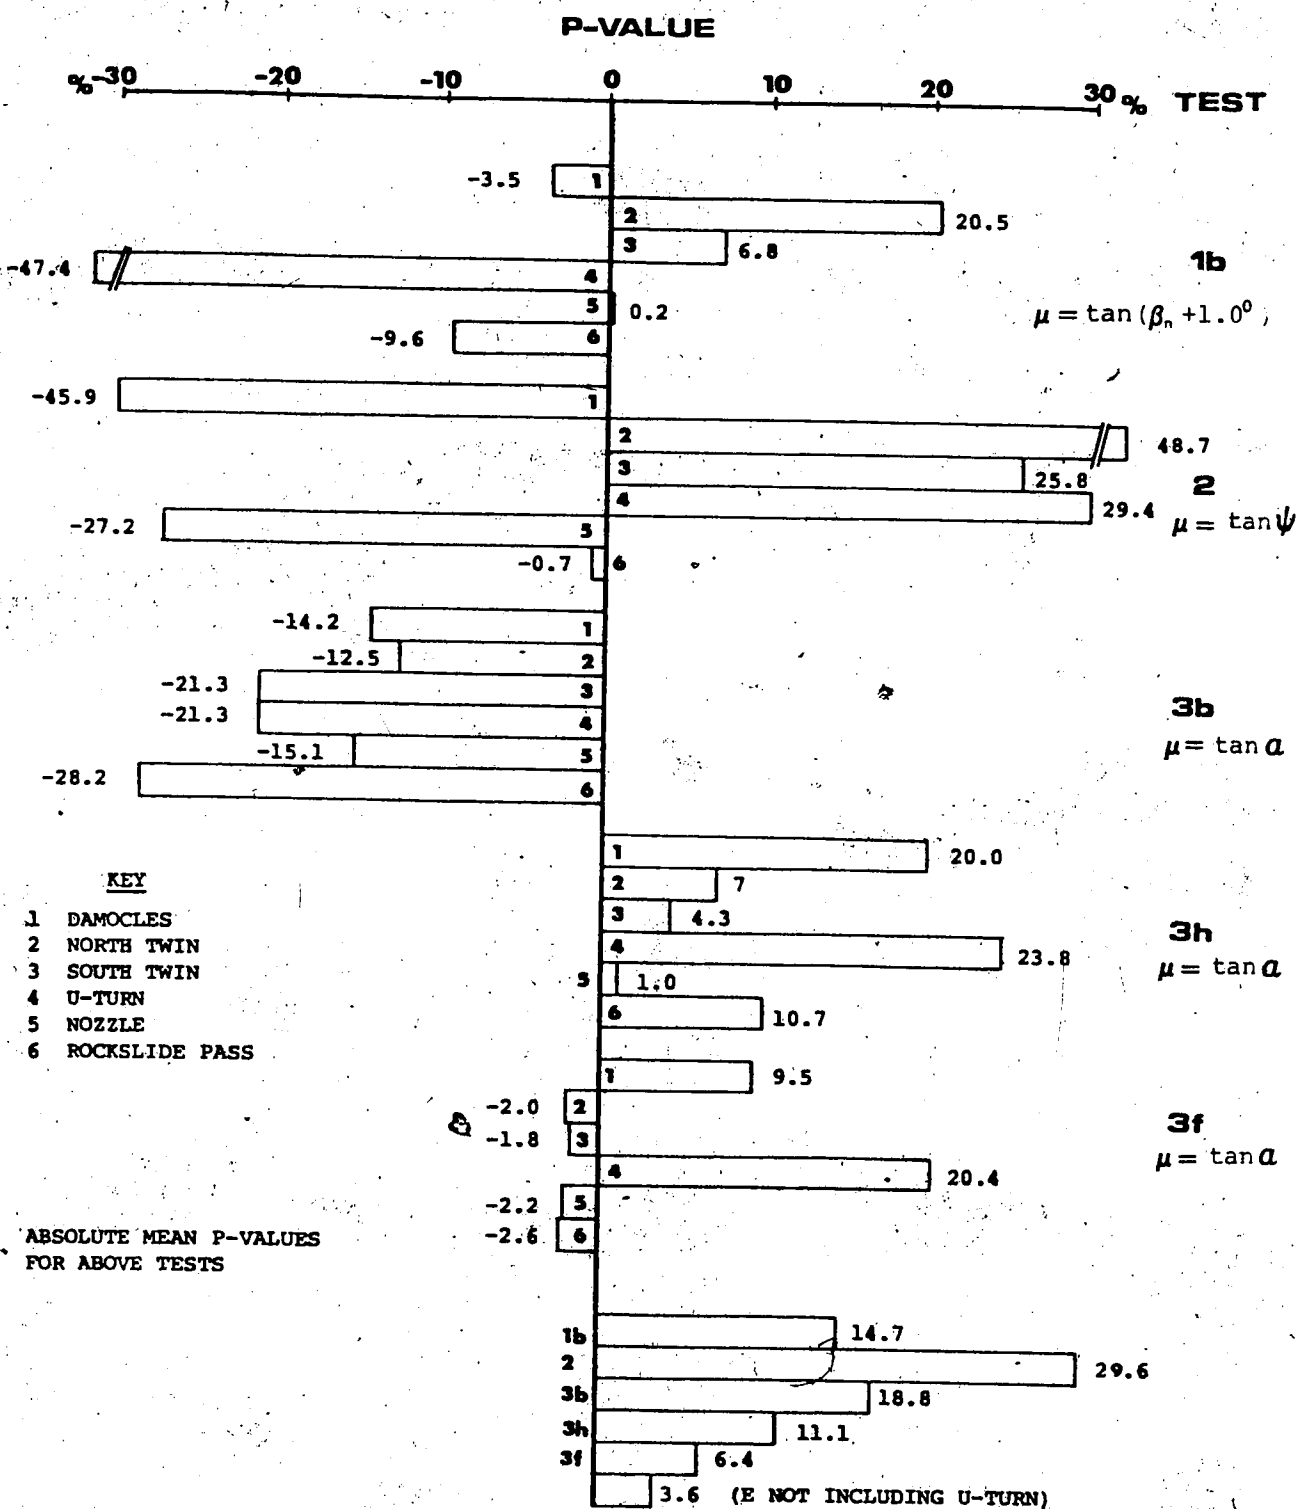 P-VALUE
%-30 -20 -10 0 10 20 30% TEST
-3.5 1
2 20.5
3 6.8
1b
-47.4 4
5 0.2
μ = tan (βn +1.0⁰ )
-9.6 6
-45.9 1
2 48.7
3 25.8
2
4 29.4
μ = tan ψ
-27.2 5
-0.7 6
-14.2 1
-12.5 2
-21.3 3
-21.3 4
3b
μ = tan α
-15.1 5
-28.2 6
1 20.0
2 7
3 4.3
3h
4 23.8
μ = tan α
5 1.0
6 10.7
KEY
1 DAMOCLES
2 NORTH TWIN
3 SOUTH TWIN
4 U-TURN
5 NOZZLE
6 ROCKSLIDE PASS
1 9.5
-2.0 2
-1.8 3
3f
μ = tan α
4 20.4
-2.2 5
-2.6 6
ABSOLUTE MEAN P-VALUES
FOR ABOVE TESTS
1b 14.7
2 29.6
3b 18.8
3h 11.1
3f 6.4
3.6 (E NOT INCLUDING U-TURN)